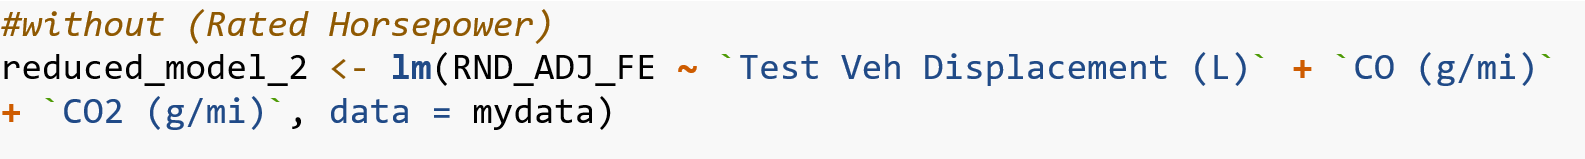 #without (Rated Horsepower)
reduced_model_2 <- lm(RND_ADJ_FE ~ `Test Veh Displacement (L)` + `CO (g/mi)`
+ `CO2 (g/mi)`, data = mydata)